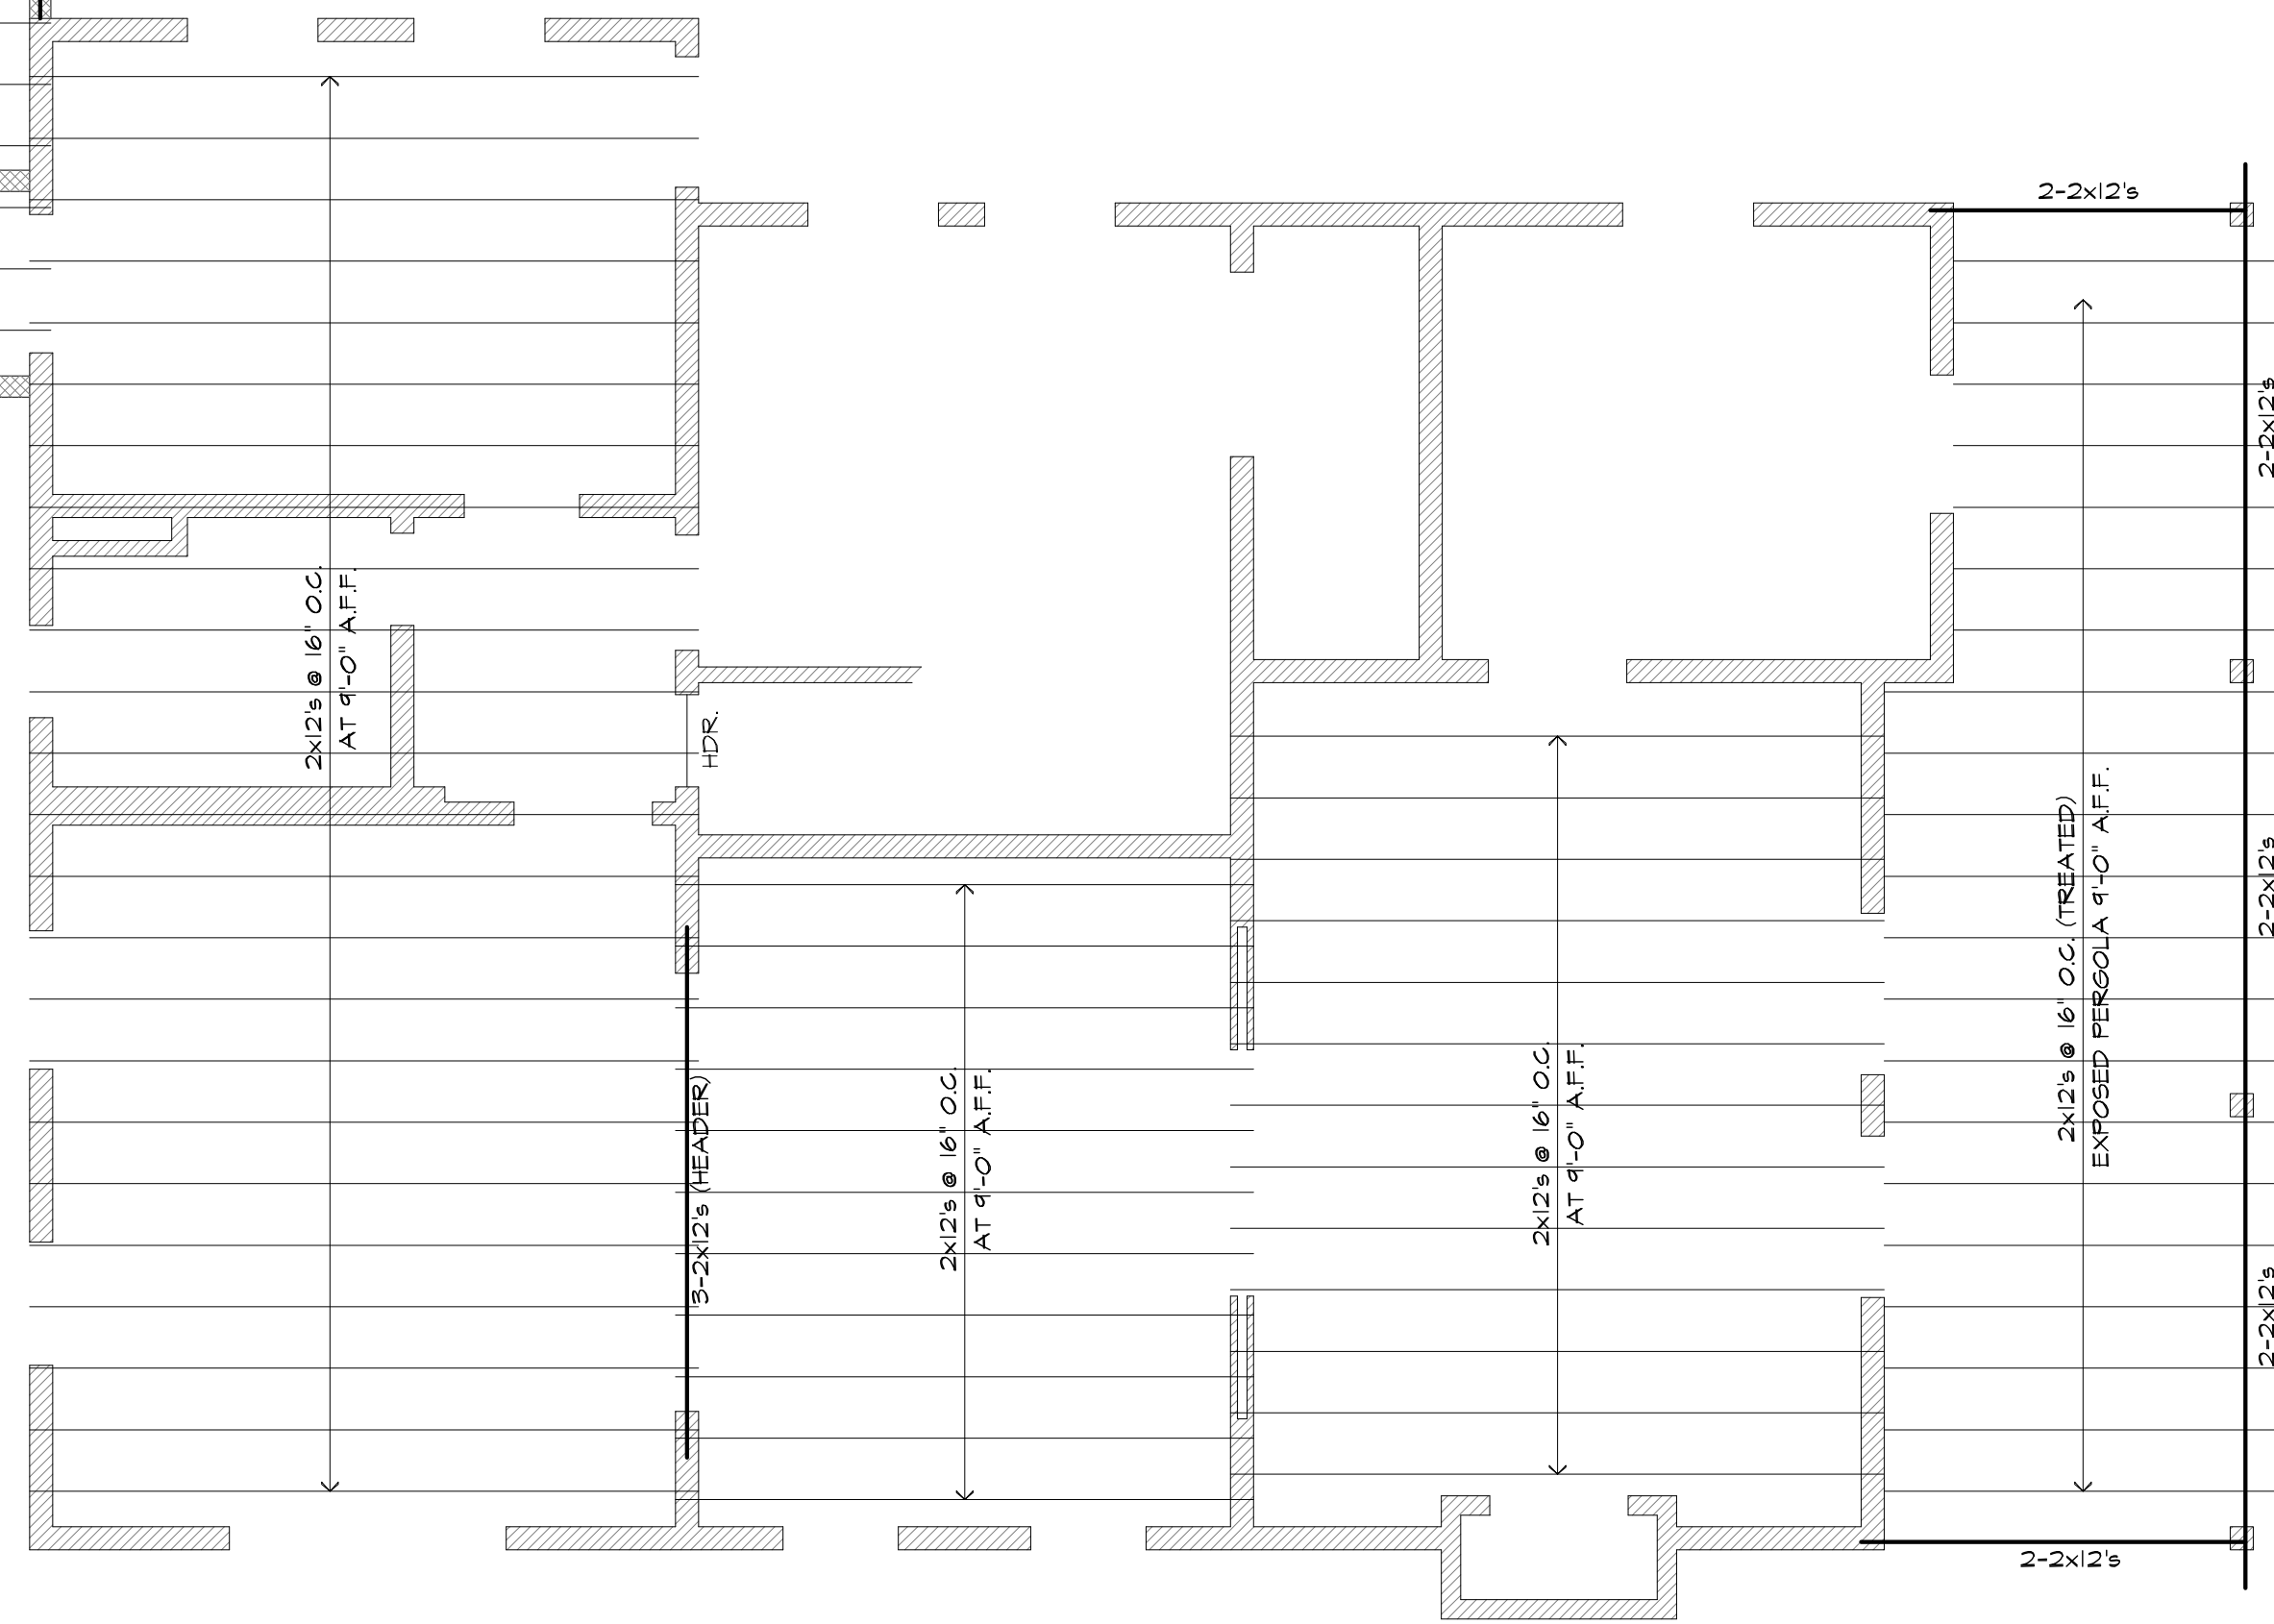 2-2x12's
2x12's @ 16" O.C.
AT 9'-0" A.F.F.
HDR.
3-2x12's (HEADER)
2x12's @ 16" O.C.
AT 9'-0" A.F.F.
2x12's @ 16" O.C.
AT 9'-0" A.F.F.
2x12's @ 16" O.C. (TREATED)
EXPOSED PERGOLA 9'-0" A.F.F.
2-2x12's
2-2x12's
2-2x12's
2-2x12's